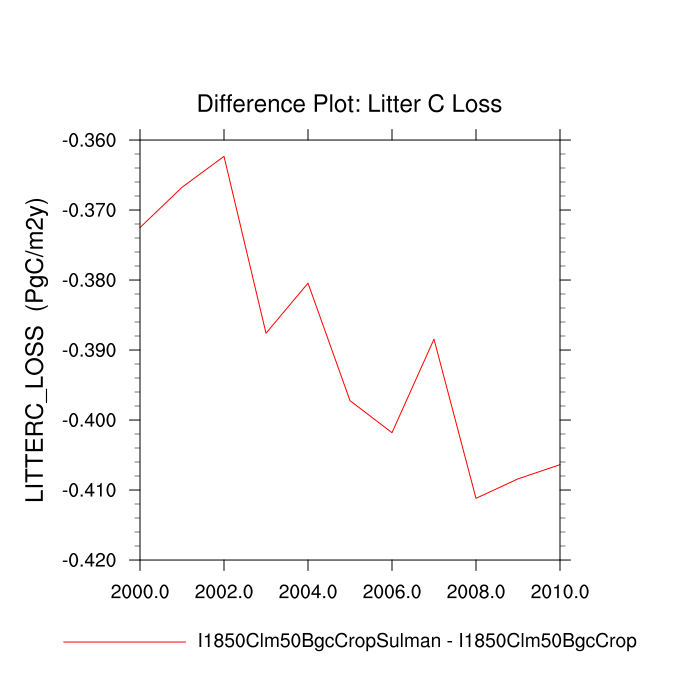 Difference Plot: Litter C Loss
LITTERC_LOSS (PgC/m2y)
-0.360
-0.370
-0.380
-0.390
-0.400
-0.410
-0.420
2000.0 2002.0 2004.0 2006.0 2008.0 2010.0
I1850Clm50BgcCropSulman - I1850Clm50BgcCrop